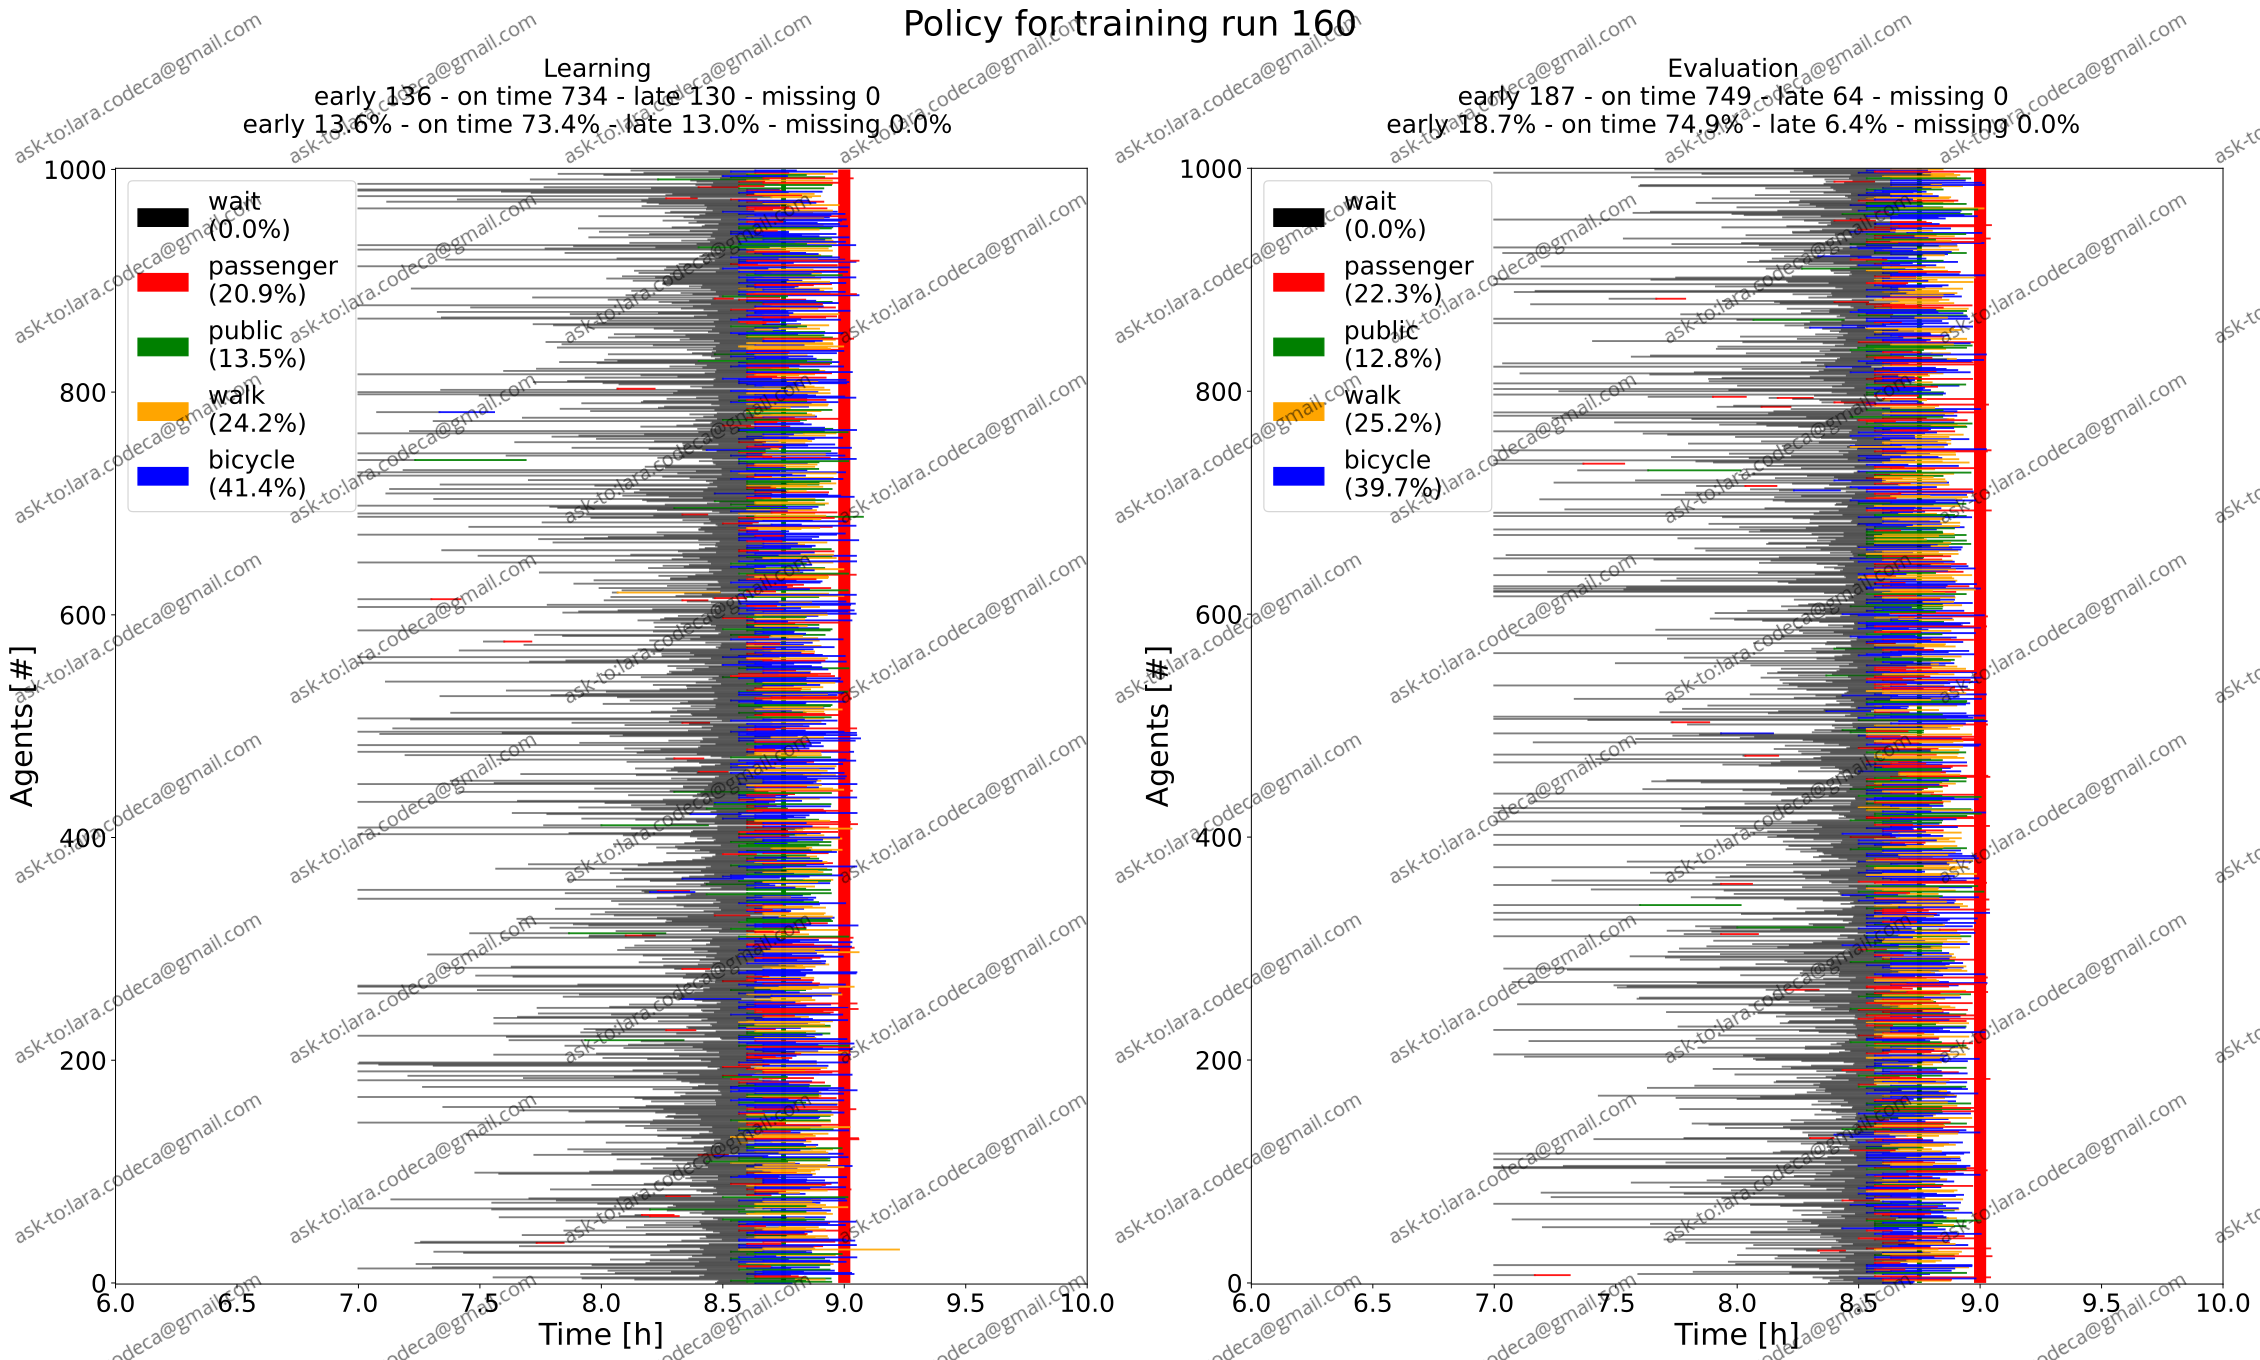 Policy for training run 160
Learning
early 136 - on time 734 - late 130 - missing 0
early 13.6% - on time 73.4% - late 13.0% - missing 0.0%
1000
800
600
400
200
0
Agents [#]
wait
(0.0%)
passenger
(20.9%)
public
(13.5%)
walk
(24.2%)
bicycle
(41.4%)
6.0 6.5 7.0 7.5 8.0 8.5 9.0 9.5 10.0
Time [h]
Evaluation
early 187 - on time 749 - late 64 - missing 0
early 18.7% - on time 74.9% - late 6.4% - missing 0.0%
1000
800
600
400
200
0
Agents [#]
wait
(0.0%)
passenger
(22.3%)
public
(12.8%)
walk
(25.2%)
bicycle
(39.7%)
6.0 6.5 7.0 7.5 8.0 8.5 9.0 9.5 10.0
Time [h]
ask-to:lara.codeca@gmail.com